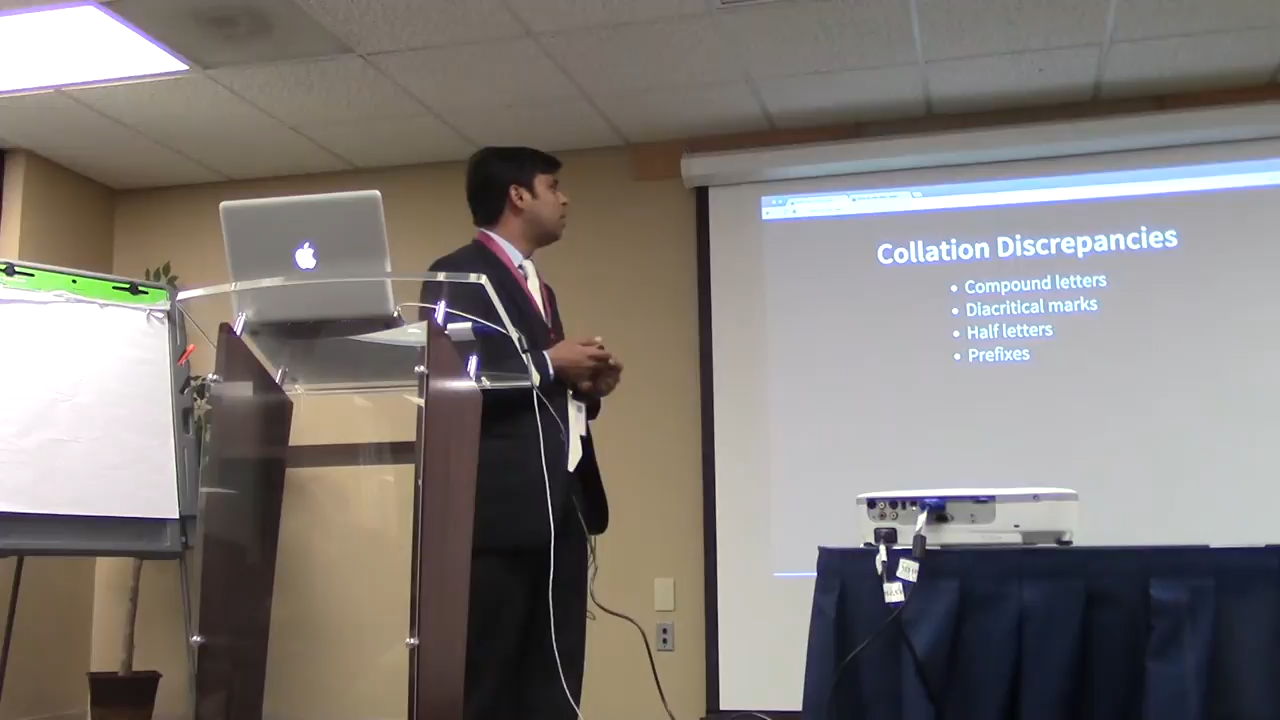 Collation Discrepancies
• Compound letters
• Diacritical marks
• Half letters
• Prefixes